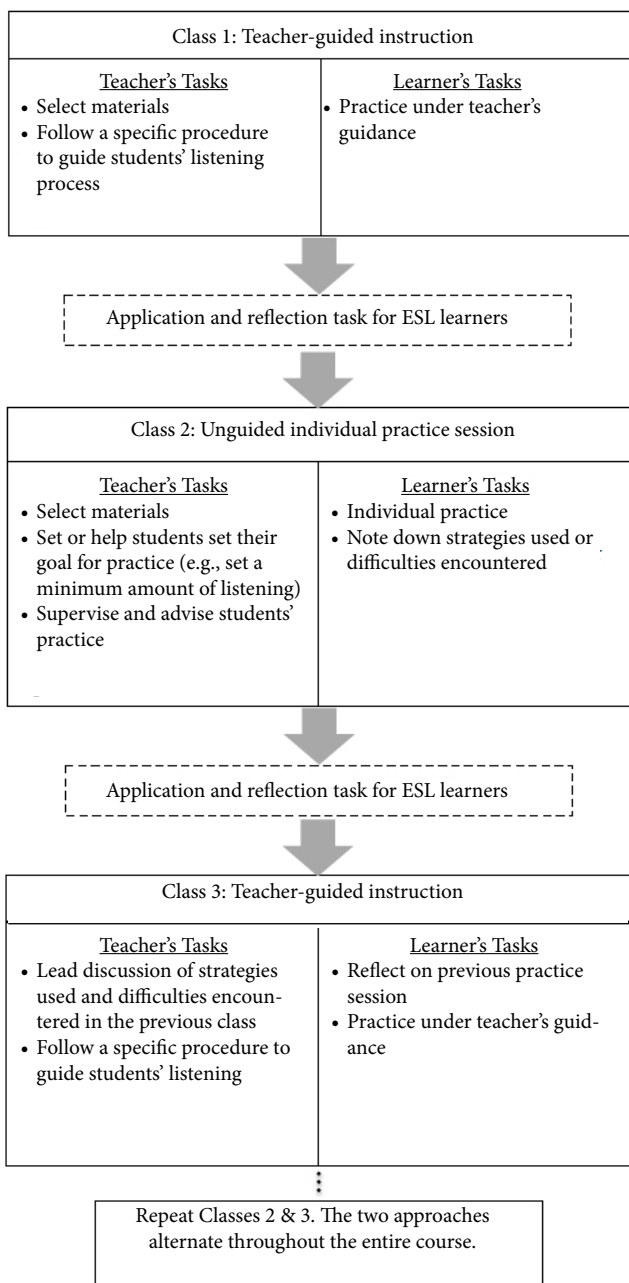 Class 1: Teacher-guided instruction
Teacher's Tasks
• Select materials
• Follow a specific procedure
to guide students' listening
process
Learner's Tasks
• Practice under teacher's
guidance
Application and reflection task for ESL learners
Class 2: Unguided individual practice session
Teacher's Tasks
• Select materials
• Set or help students set their
goal for practice (e.g., set a
minimum amount of listening)
• Supervise and advise students'
practice
Learner's Tasks
• Individual practice
• Note down strategies used or
difficulties encountered
Application and reflection task for ESL learners
Class 3: Teacher-guided instruction
Teacher's Tasks
• Lead discussion of strategies
used and difficulties encoun-
tered in the previous class
• Follow a specific procedure to
guide students' listening
Learner's Tasks
• Reflect on previous practice
session
• Practice under teacher's guid-
ance
Repeat Classes 2 & 3. The two approaches
alternate throughout the entire course.